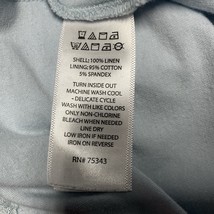 SHELL: 100% LINEN
LINING: 95% COTTON
5% SPANDEX
TURN INSIDE OUT
MACHINE WASH COOL
- DELICATE CYCLE
WASH WITH LIKE COLORS
ONLY NON-CHLORINE
BLEACH WHEN NEEDED
LINE DRY
LOW IRON IF NEEDED
IRON ON REVERSE
RN# 75343